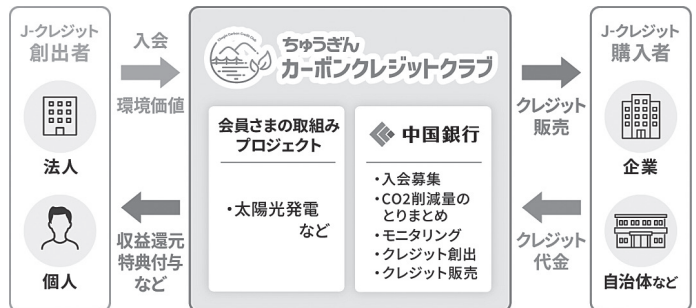 J-クレジット
創出者
法人
個人
入会
環境価値
収益還元
特典付与
など
ちゅうぎん
カーボンクレジットクラブ
会員さまの取組み
プロジェクト
・太陽光発電
など
中国銀行
・入会募集
・CO2削減量の
とりまとめ
・モニタリング
・クレジット創出
・クレジット販売
クレジット
販売
クレジット
代金
J-クレジット
購入者
企業
自治体など